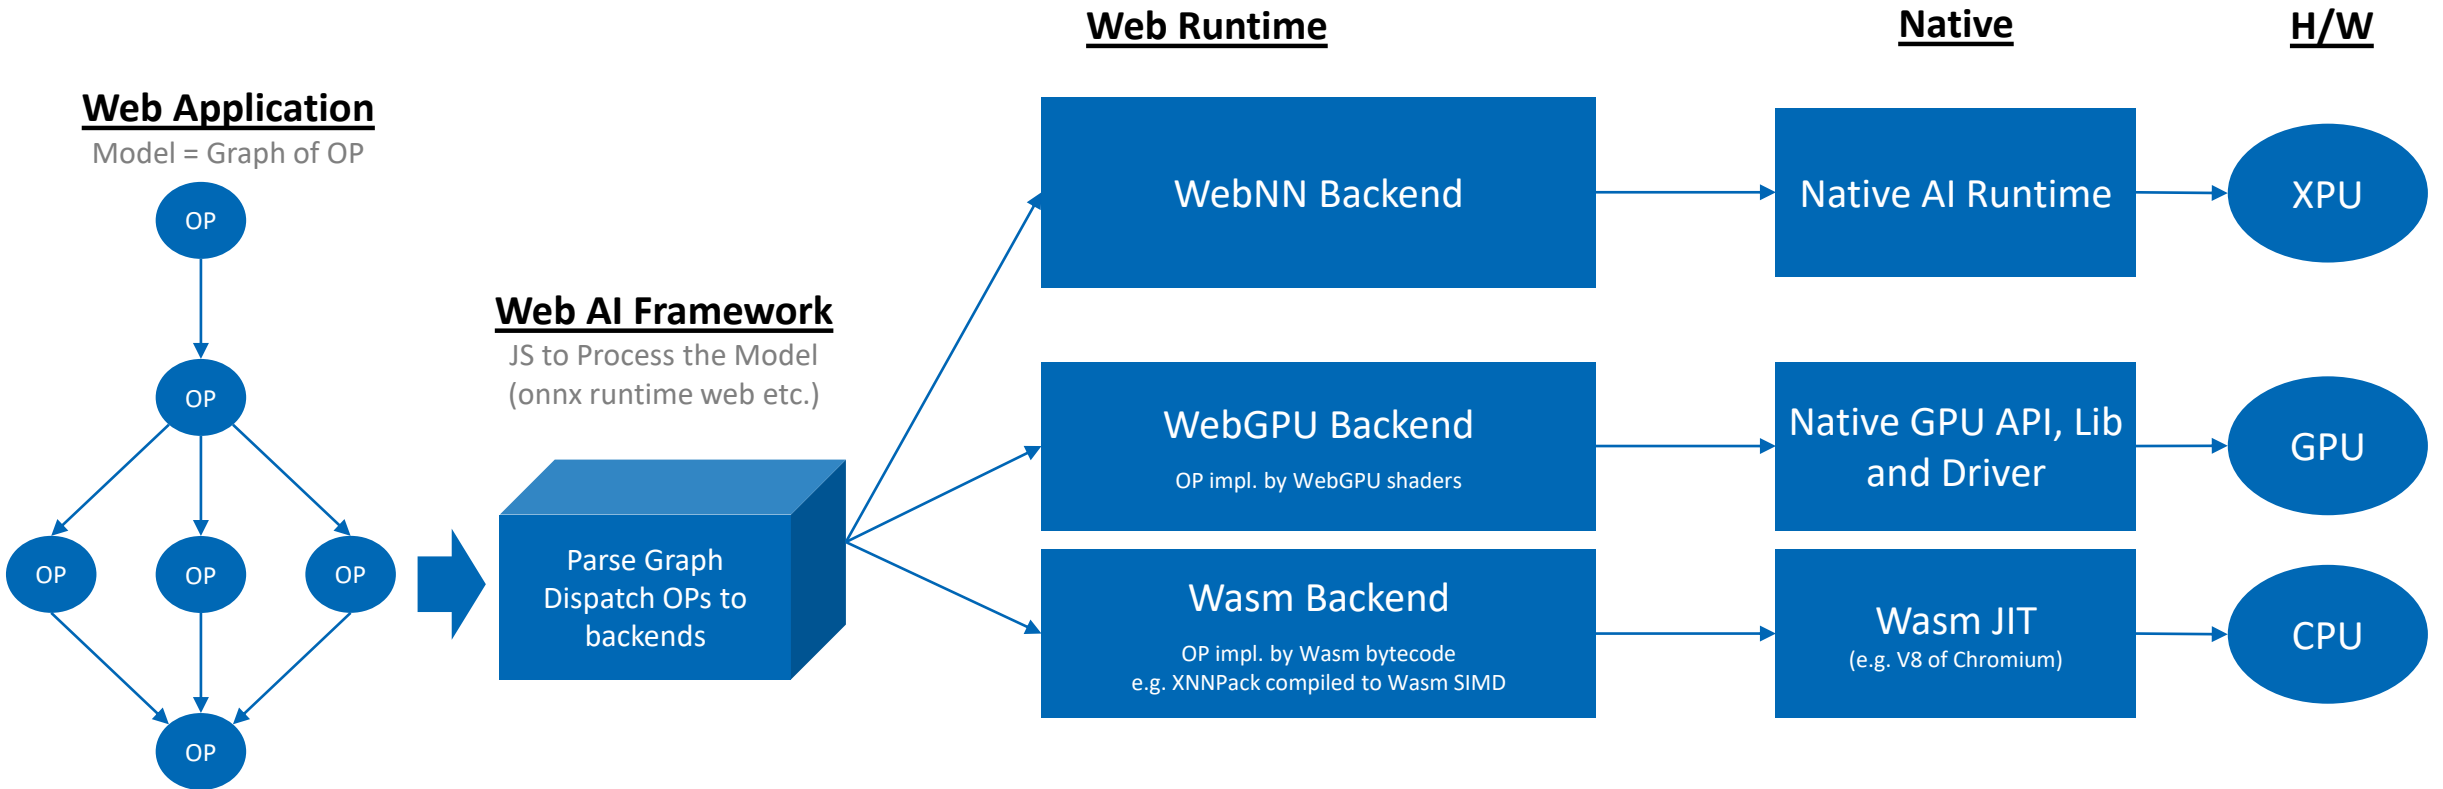 Web Runtime
Native
H/W
Web Application
Model = Graph of OP
OP
OP
OP
OP
OP
OP
Web AI Framework
JS to Process the Model
(onnx runtime web etc.)
Parse Graph
Dispatch OPs to
backends
WebNN Backend
Native AI Runtime
XPU
WebGPU Backend
OP impl. by WebGPU shaders
Native GPU API, Lib
and Driver
GPU
Wasm Backend
OP impl. by Wasm bytecode
e.g. XNNPack compiled to Wasm SIMD
Wasm JIT
(e.g. V8 of Chromium)
CPU